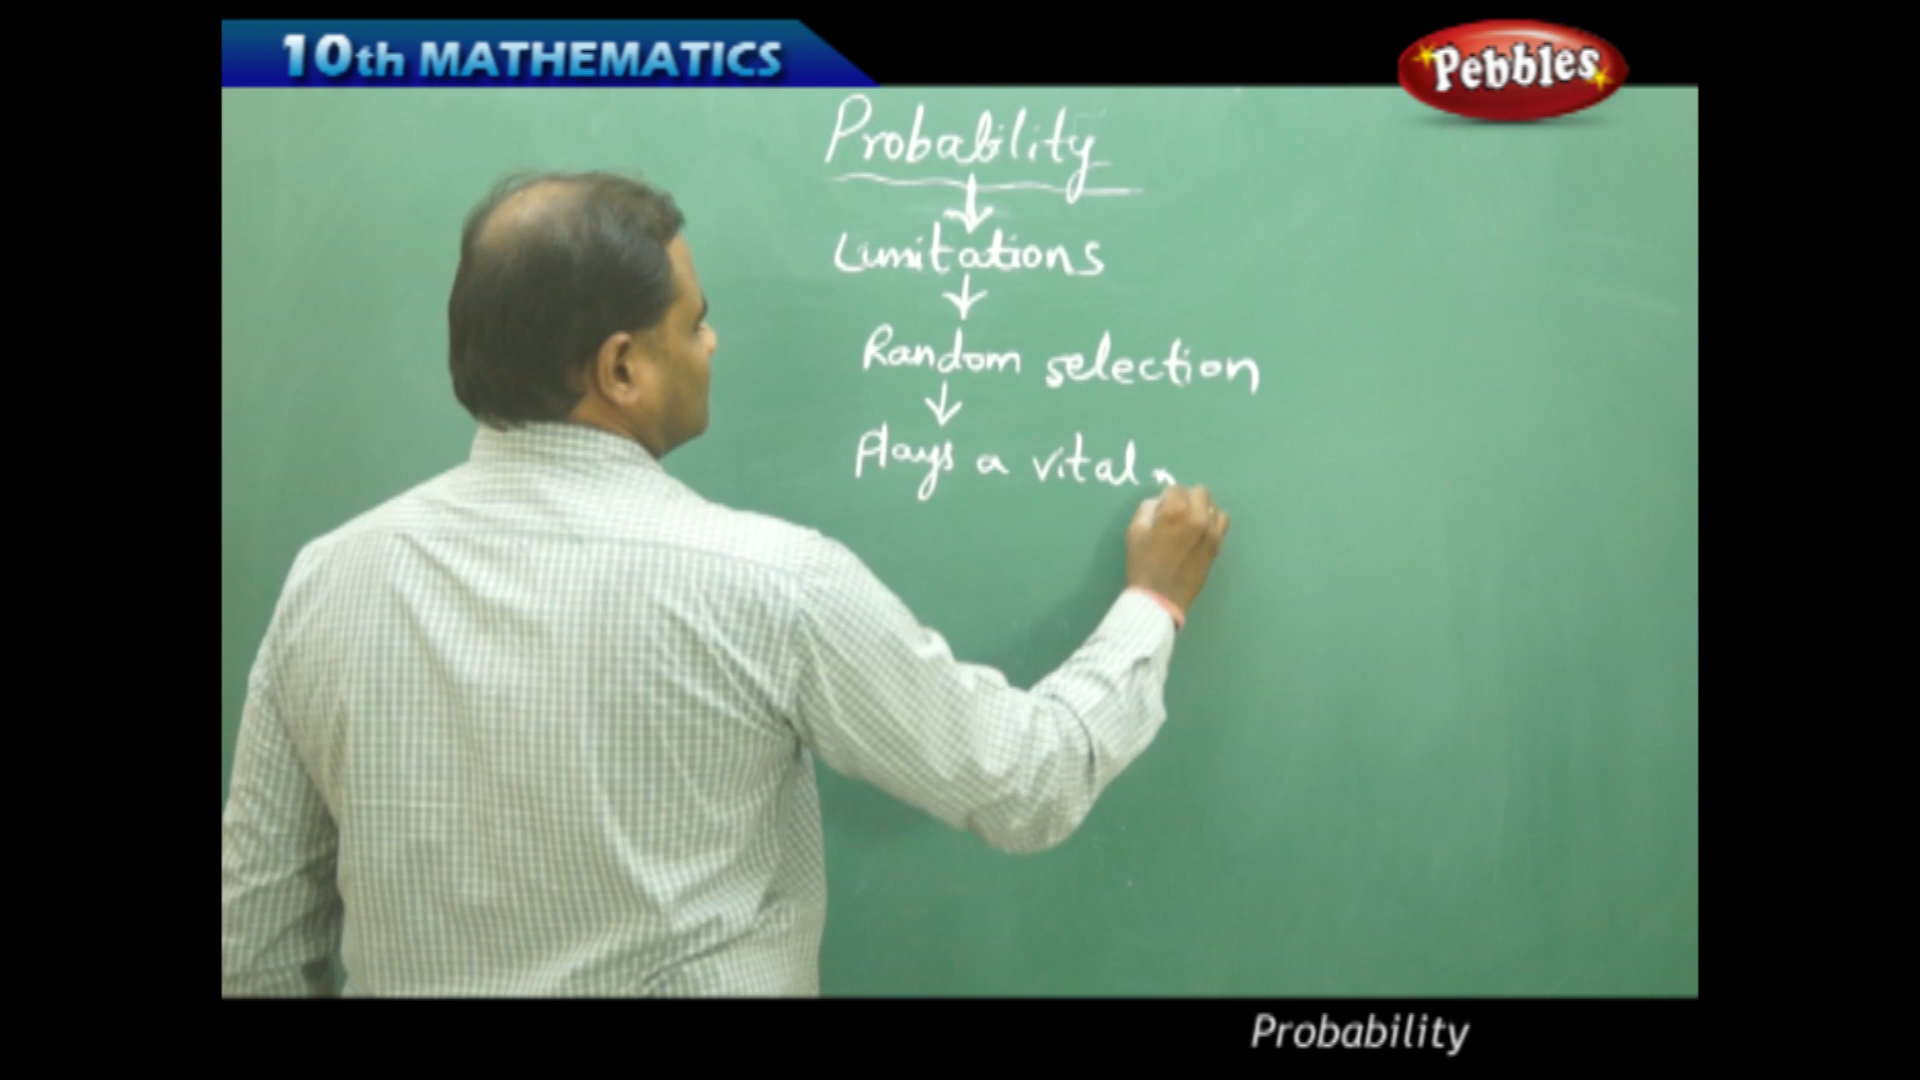 10th MATHEMATICS
Pebbles
Probability
Limitations
Random selection
Plays a vital
Probability